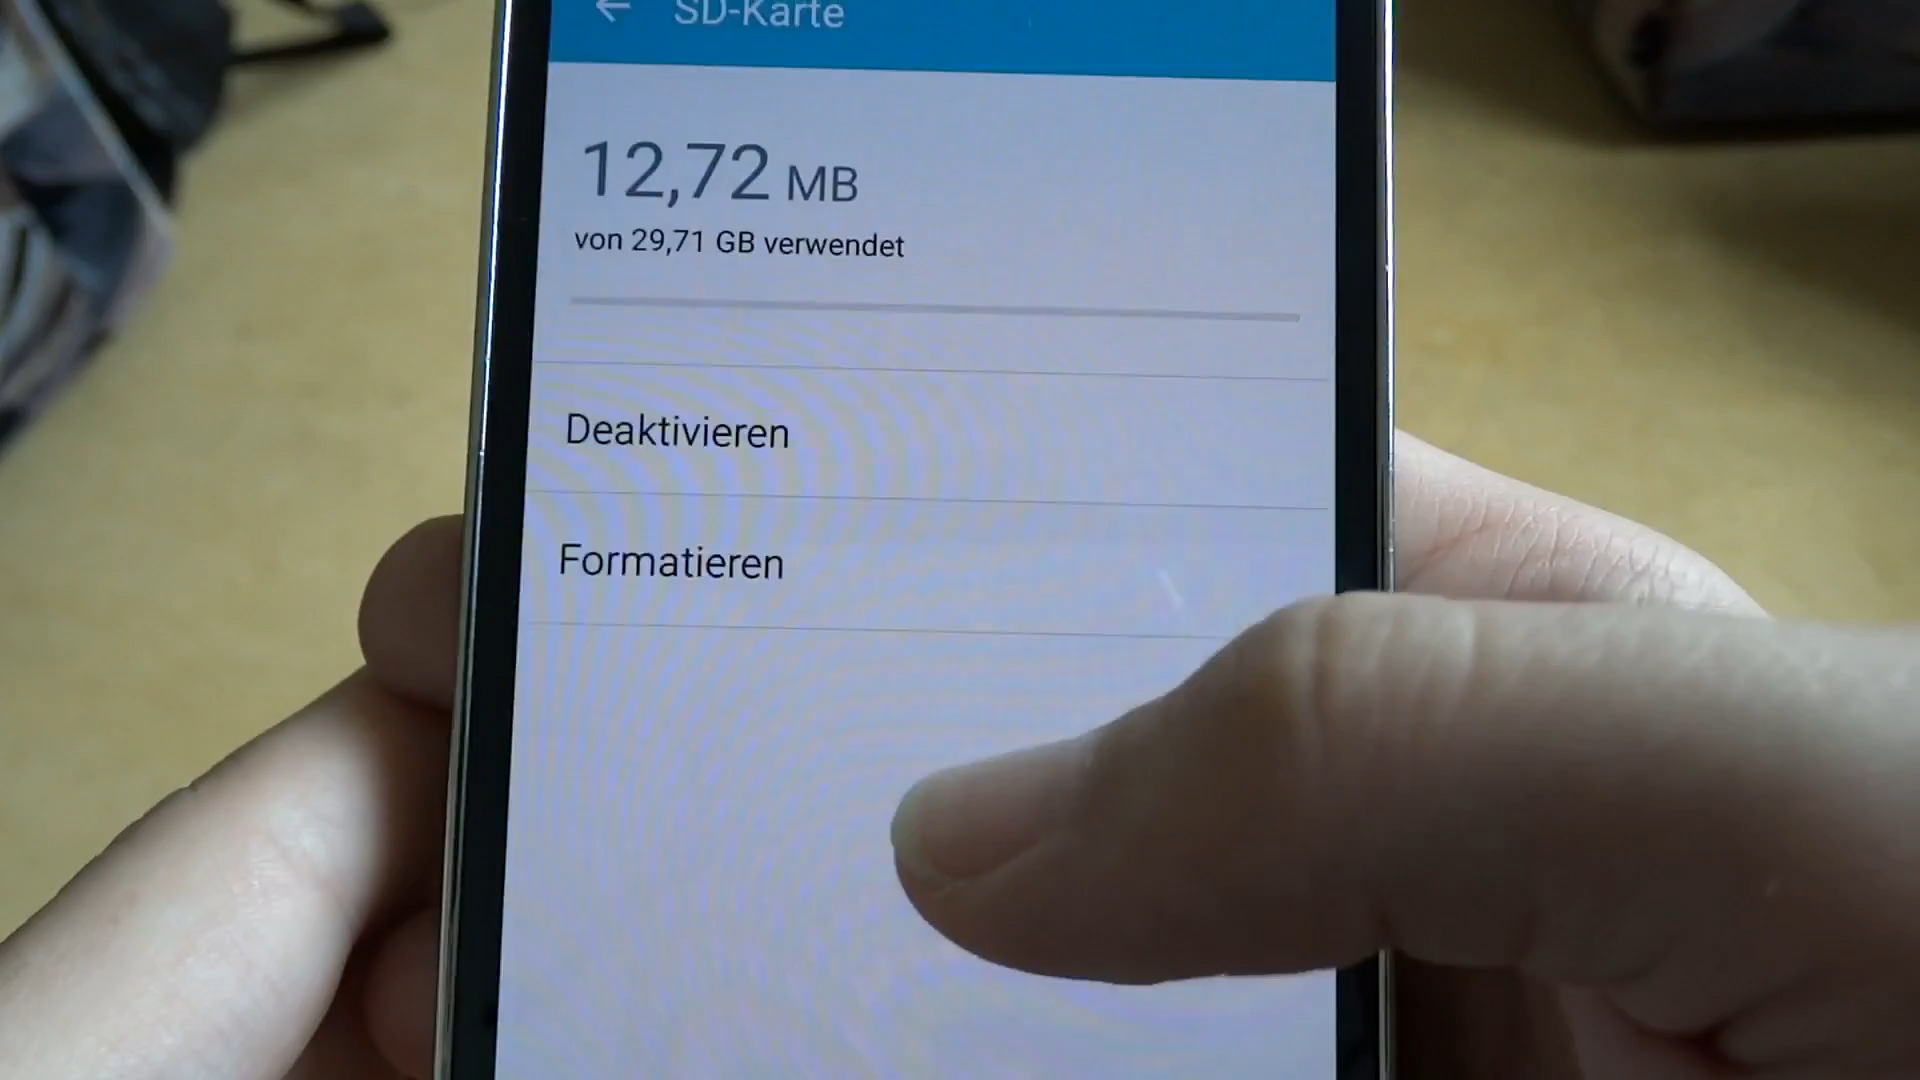 SD-Karte
12,72 MB
von 29,71 GB verwendet
Deaktivieren
Formatieren